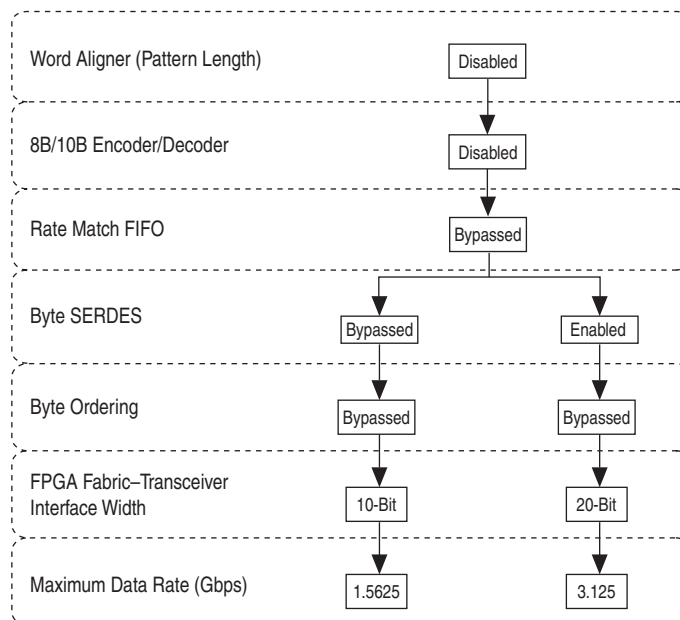 Word Aligner (Pattern Length)
Disabled
8B/10B Encoder/Decoder
Disabled
Rate Match FIFO
Bypassed
Byte SERDES
Bypassed
Enabled
Byte Ordering
Bypassed
Bypassed
FPGA Fabric–Transceiver
Interface Width
10-Bit
20-Bit
Maximum Data Rate (Gbps)
1.5625
3.125